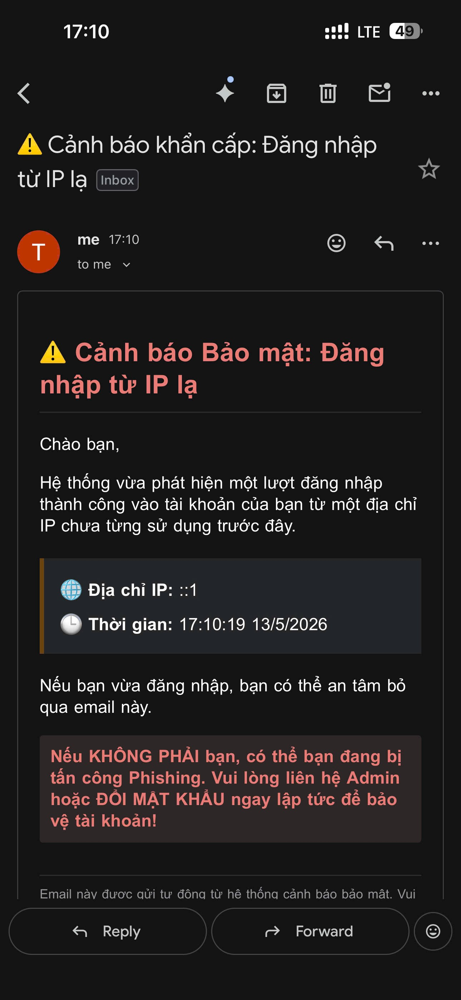 17:10
LTE 49
⚠️ Cảnh báo khẩn cấp: Đăng nhập
từ IP lạ Inbox
T
me 17:10
to me
⚠️ Cảnh báo Bảo mật: Đăng
nhập từ IP lạ
Chào bạn,
Hệ thống vừa phát hiện một lượt đăng nhập
thành công vào tài khoản của bạn từ một địa chỉ
IP chưa từng sử dụng trước đây.
🌐 Địa chỉ IP: ::1
🕒 Thời gian: 17:10:19 13/5/2026
Nếu bạn vừa đăng nhập, bạn có thể an tâm bỏ
qua email này.
Nếu KHÔNG PHẢI bạn, có thể bạn đang bị
tấn công Phishing. Vui lòng liên hệ Admin
hoặc ĐỔI MẬT KHẨU ngay lập tức để bảo
vệ tài khoản!
Email này được gửi tự động từ hệ thống cảnh báo bảo mật. Vui
Reply
Forward